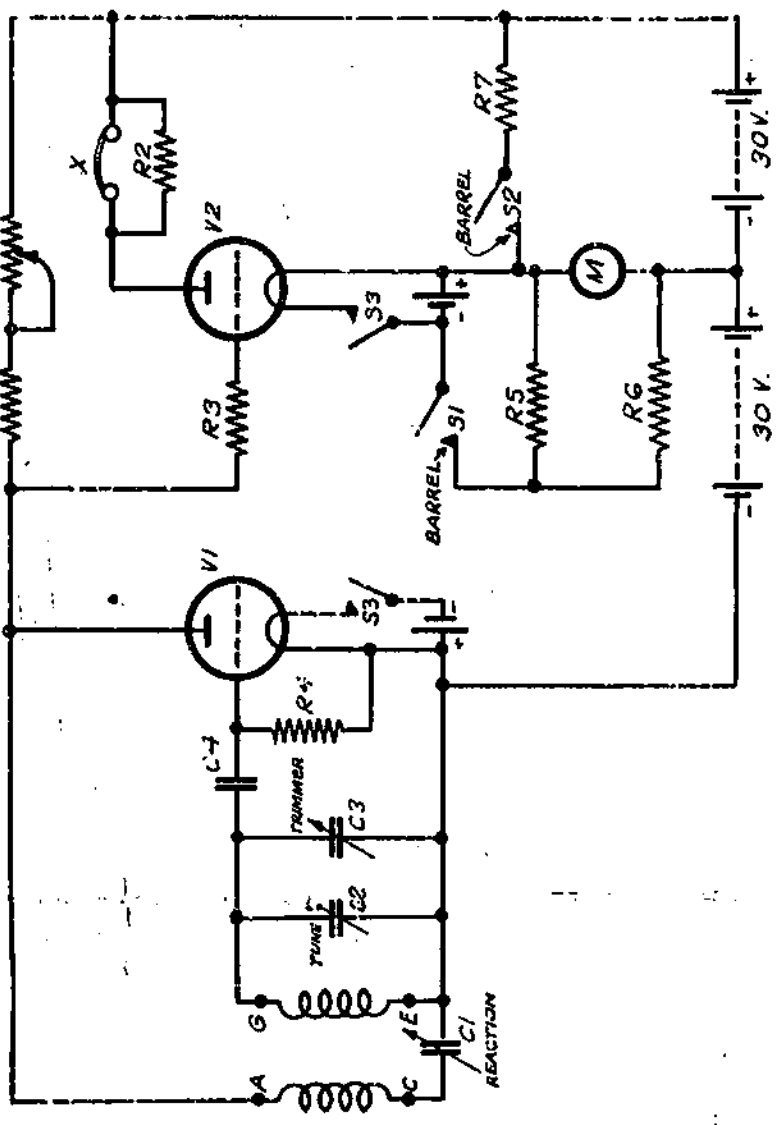 A
C
G
E
C1
REACTION
TUNE
C2
TRIMMER
C3
C4
R4
V1
S3
+
-
R3
V2
S3
-
+
X
R2
BARREL
S1
BARREL
S2
R7
R5
R6
M
-
+
30 V.
-
+
30 V.